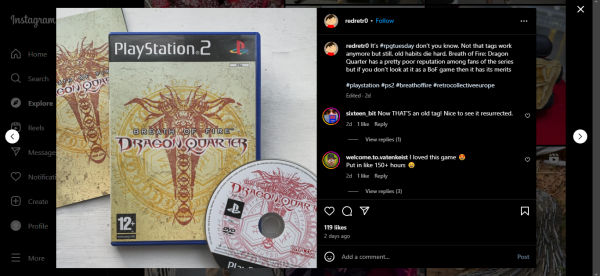 Instagram
Home
Search
Explore
Reels
Messages
Notifications
Create
Profile
More
PlayStation 2
BREATH OF FIRE
DRAGON QUARTER
12+
redretr0 • Follow
redretr0 It's #rpgtuesday don't you know. Not that tags work
anymore but still, old habits die hard. Breath of Fire: Dragon
Quarter has a pretty poor reputation among fans of the series
but if you don't look at it as a BoF game then it has its merits
#playstation #ps2 #breathoffire #retrocollectiveeurope
Edited · 2d
sixteen_bit Now THAT'S an old tag! Nice to see it resurrected.
2d 1 like Reply
View replies (1)
welcome.to.vatenkeist I loved this game 😍
Put in like 150+ hours 😄
2d 1 like Reply
View replies (3)
119 likes
2 days ago
Add a comment...
Post